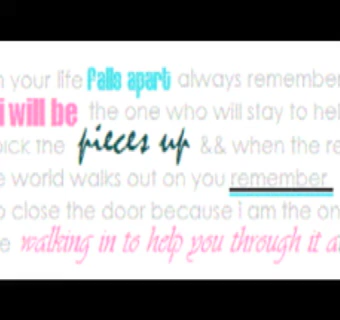 your life falls apart always remember
i will be the one who will stay to hel
pick the pieces up && when the re
world walks out on you remember
close the door because i am the on
walking in to help you through it a